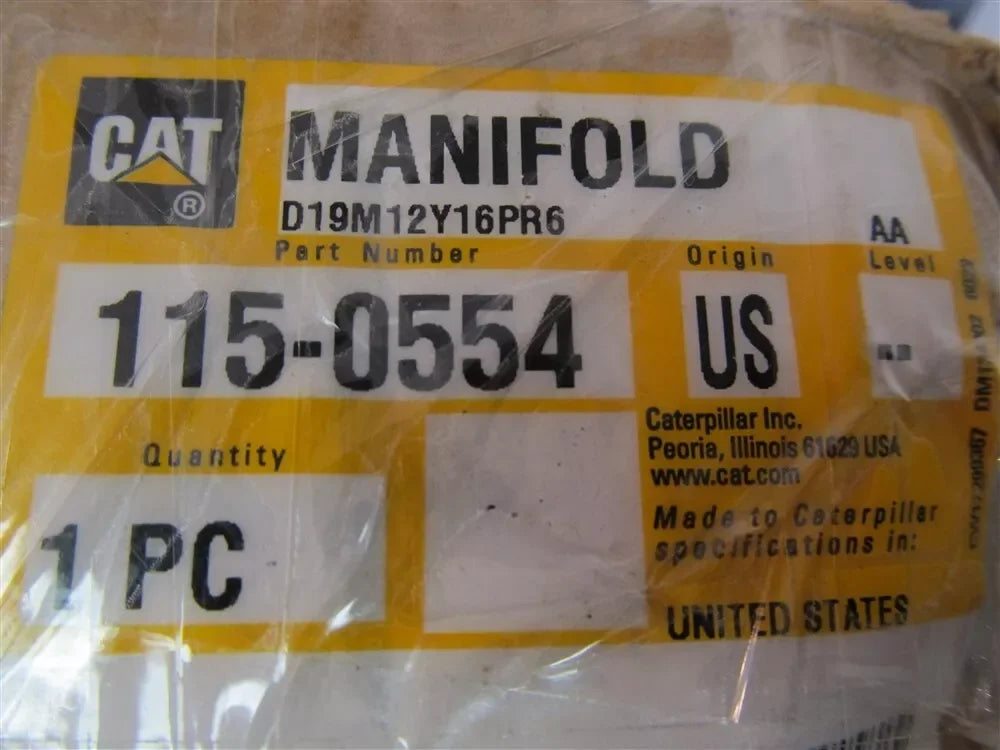 CAT
®
MANIFOLD
D19M12Y16PR6
AA
Part Number
Origin
Level
115-0554
US
-
Quantity
1 PC
Caterpillar Inc.
Peoria, Illinois 61629 USA
www.cat.com
Made to Caterpillar
specifications in:
UNITED STATES